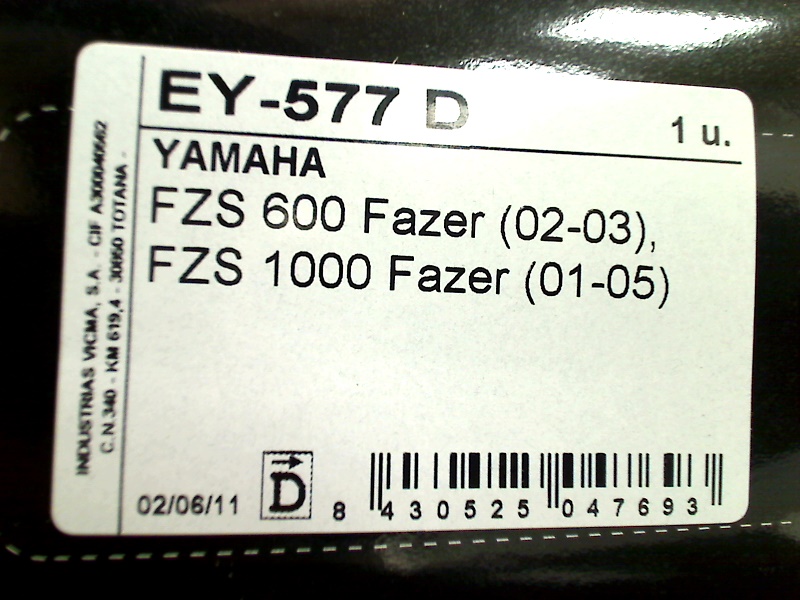 EY-577 D
1 u.
YAMAHA
FZS 600 Fazer (02-03),
FZS 1000 Fazer (01-05)
INDUSTRIAS VICMA, S.A. - CIF A300040662
C.N.340 - KM 619,4 - 30850 TOTANA -
02/06/11
D
8 430525 047693